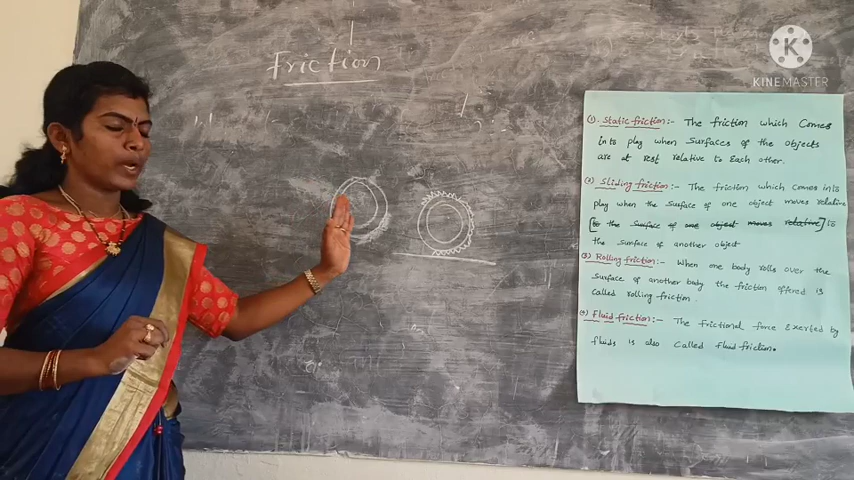 Friction
KINEMASTER
(1). Static friction:- The friction which comes
into play when surfaces of the objects
are at rest relative to each other.
(2) Sliding friction:- The friction which comes into
play when the surface of one object moves relative
[to the surface of one object moves relative] to
the surface of another object
(3) Rolling friction:- When one body rolls over the
surface of another body the friction offered is
called rolling friction.
(4) Fluid friction:- The frictional force exerted by
fluids is also called fluid friction.